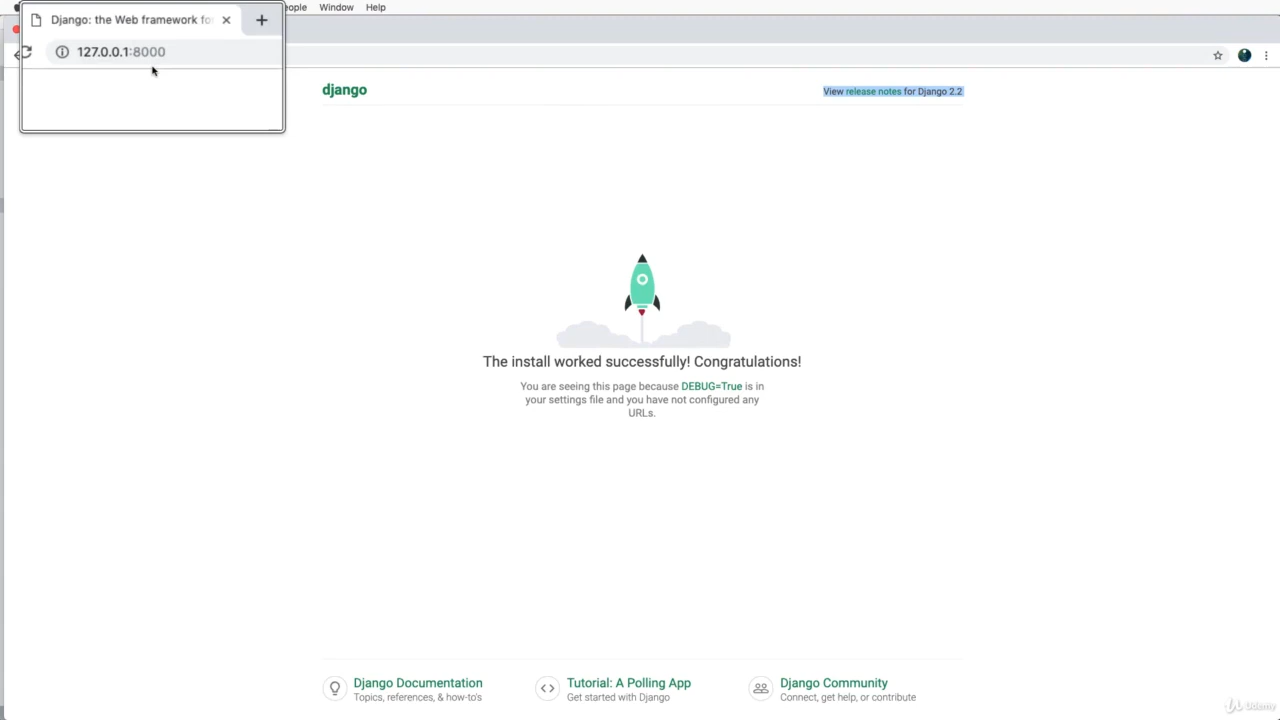 eople Window Help
Django: the Web framework fo
127.0.0.1:8000
django
View release notes for Django 2.2
The install worked successfully! Congratulations!
You are seeing this page because DEBUG=True is in
your settings file and you have not configured any
URLs.
Django Documentation
Topics, references, & how-to's
Tutorial: A Polling App
Get started with Django
Django Community
Connect, get help, or contribute
Udemy